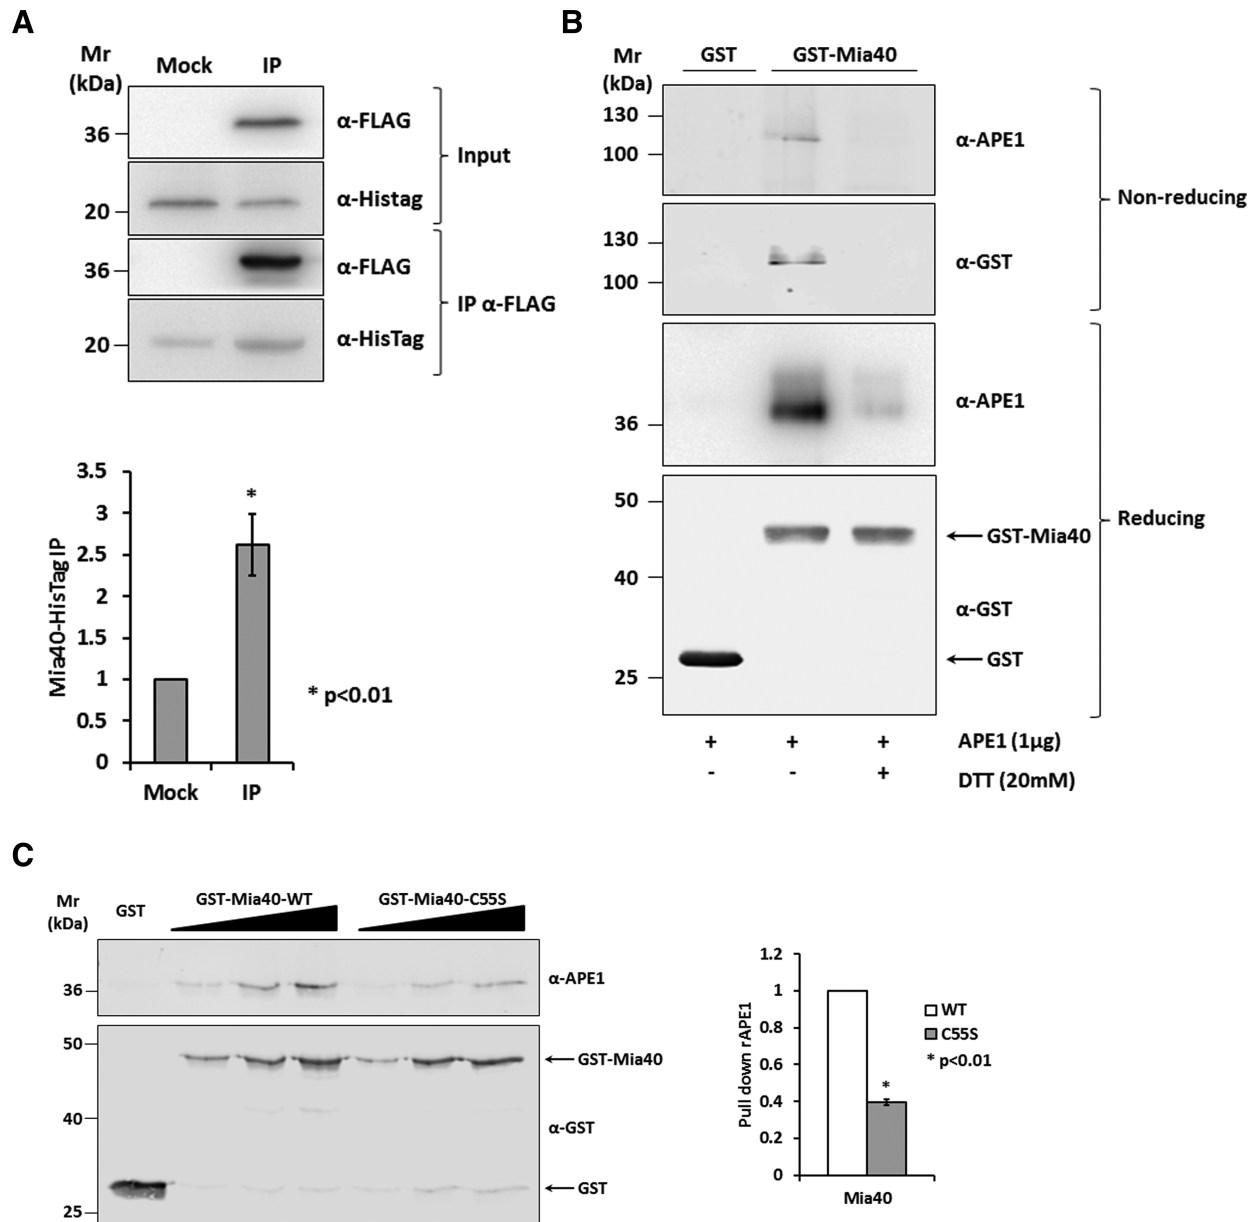 A
Mr
(kDa)
Mock IP
36
α-FLAG
20
α-Histag
Input
36
α-FLAG
20
α-HisTag
IP α-FLAG
Mia40-HisTag IP
3.5
3
2.5
2
1.5
1
0.5
0
*
* p<0.01
Mock IP
B
Mr
(kDa)
GST GST-Mia40
130
100
α-APE1
130
100
α-GST
Non-reducing
36
α-APE1
50
40
25
GST-Mia40
α-GST
GST
Reducing
+ + + APE1 (1µg)
- - + DTT (20mM)
C
Mr
(kDa)
GST GST-Mia40-WT GST-Mia40-C55S
36
α-APE1
50
GST-Mia40
40
α-GST
GST
25
Pull down rAPE1
1.2
1
0.8
0.6
0.4
0.2
0
*
WT
C55S
* p<0.01
Mia40